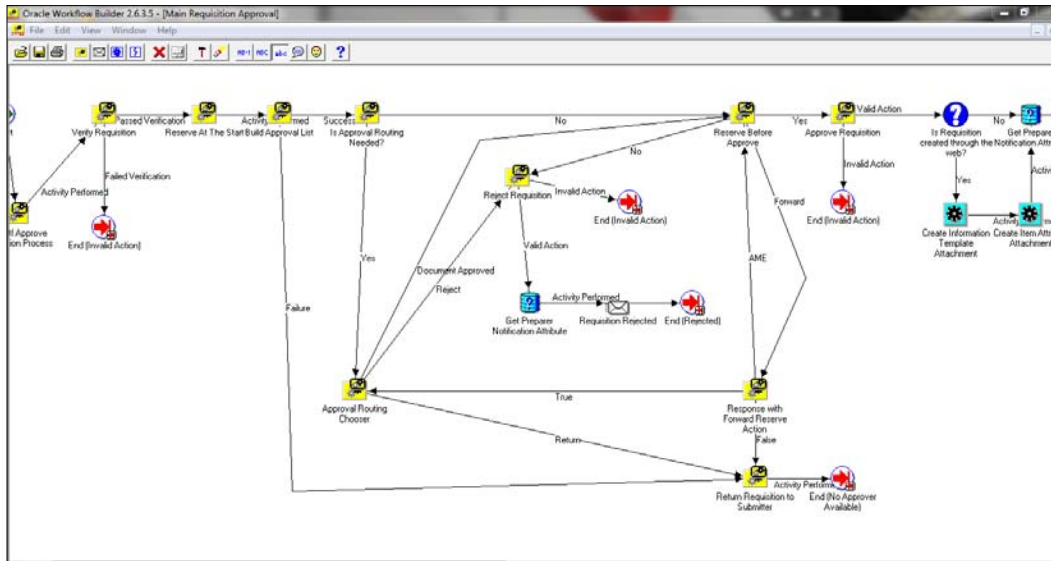 Oracle Workflow Builder 2.6.3.5 - [Main Requisition Approval]
File Edit View Window Help
Verify Requisition
Passed Verification
Reserve At The Start
Build Approval List
Success
Is Approval Routing
Needed?
No
Reserve Before
Approve
Yes
Approve Requisition
Valid Action
Is Requisition
created through the
web?
No
Get Preparer
Notification
Activity Performed
Failed Verification
End (Invalid Action)
Approve
Process
No
Reject Requisition
Invalid Action
End (Invalid Action)
Forward
Invalid Action
End (Invalid Action)
Yes
Create Information
Template
Attachment
Create Item
Attachment
Valid Action
Yes
Document Approved
Reject
AME
Failure
Get Preparer
Notification Attribute
Activity Performed
Requisition Rejected
End (Rejected)
Approval Routing
Chooser
True
Response with
Forward Reserve
Action
False
Return
Return Requisition to
Submitter
End (No Approver
Available)